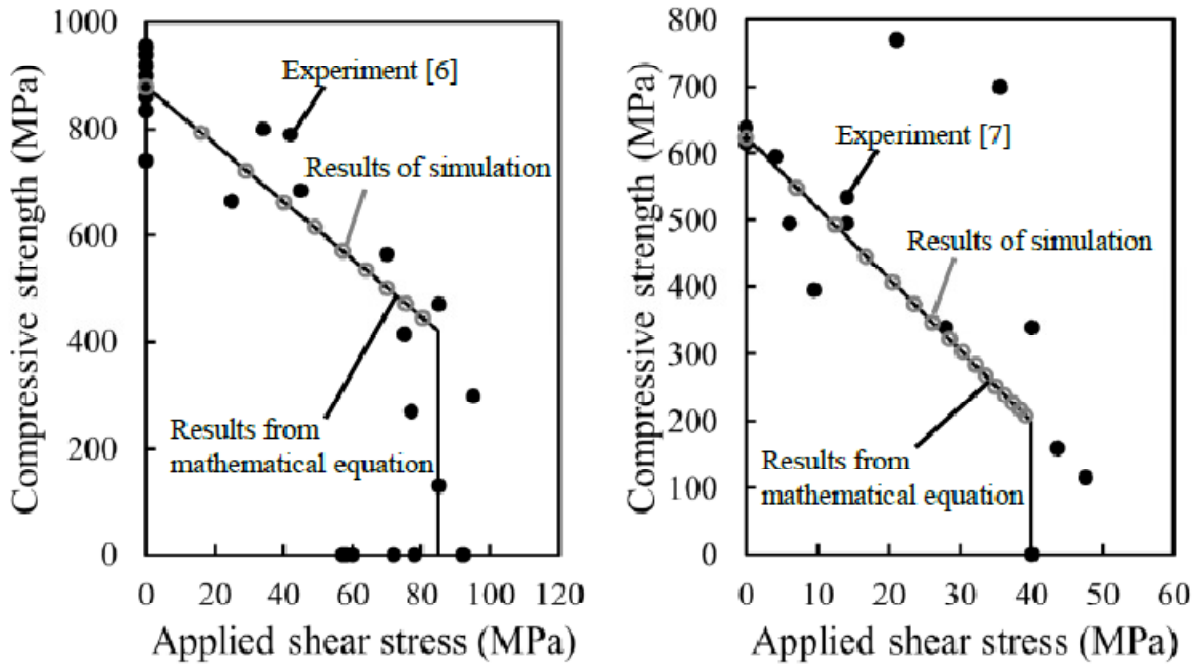 1000
800
600
400
200
0
Compressive strength (MPa)
Experiment [6]
Results of simulation
Results from
mathematical equation
0 20 40 60 80 100 120
Applied shear stress (MPa)
800
700
600
500
400
300
200
100
0
Compressive strength (MPa)
Experiment [7]
Results of simulation
Results from
mathematical equation
0 10 20 30 40 50 60
Applied shear stress (MPa)